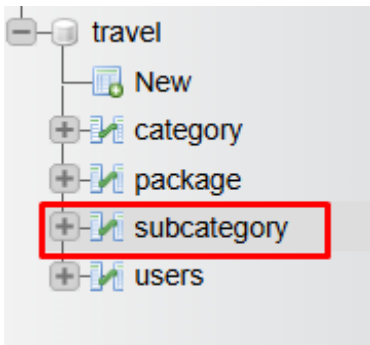 travel
New
category
package
subcategory
users